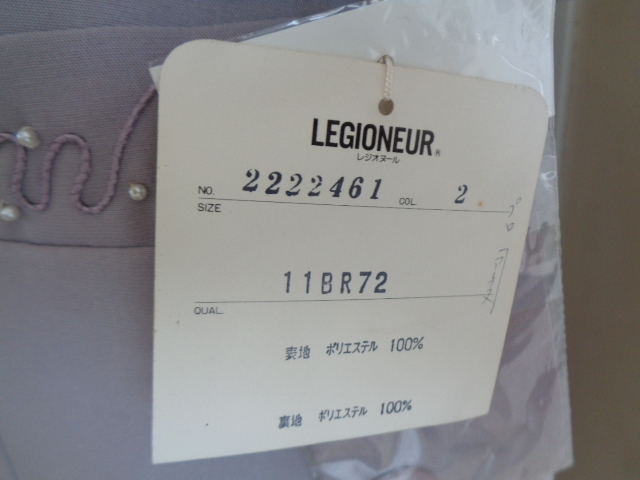 LEGIONEUR®
レジオヌール
NO. 2222461 COL. 2
SIZE
11BR72
QUAL.
表地 ポリエステル 100%
裏地 ポリエステル 100%